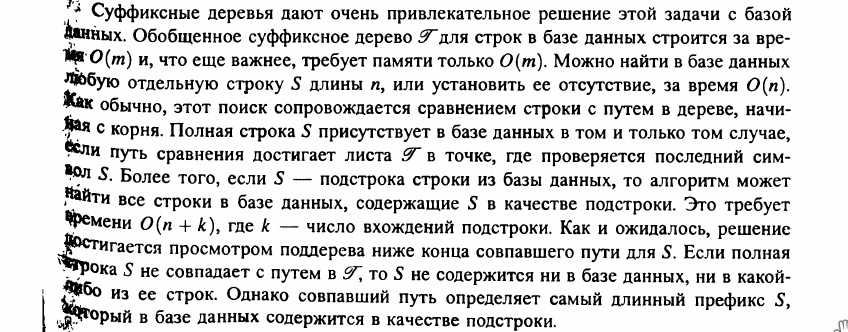 Суффиксные деревья дают очень привлекательное решение этой задачи с базой
данных. Обобщенное суффиксное дерево 𝒯 для строк в базе данных строится за вре-
мя O(m) и, что еще важнее, требует памяти только O(m). Можно найти в базе данных
любую отдельную строку S длины n, или установить ее отсутствие, за время O(n).
Как обычно, этот поиск сопровождается сравнением строки с путем в дереве, начи-
ная с корня. Полная строка S присутствует в базе данных в том и только том случае,
если путь сравнения достигает листа 𝒯 в точке, где проверяется последний сим-
вол S. Более того, если S — подстрока строки из базы данных, то алгоритм может
найти все строки в базе данных, содержащие S в качестве подстроки. Это требует
времени O(n + k), где k — число вхождений подстроки. Как и ожидалось, решение
достигается просмотром поддерева ниже конца совпавшего пути для S. Если полная
строка S не совпадает с путем в 𝒯, то S не содержится ни в базе данных, ни в какой-
либо из ее строк. Однако совпавший путь определяет самый длинный префикс S,
который в базе данных содержится в качестве подстроки.